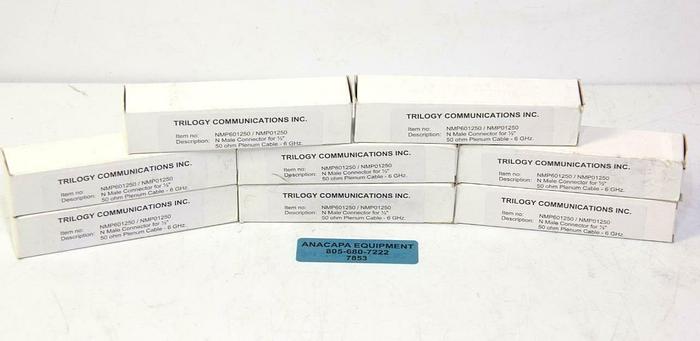 TRILOGY COMMUNICATIONS INC.
Item no: NMP601250 / NMP01250
Description: N Male Connector for ½"
50 ohm Plenum Cable - 6 GHz.
TRILOGY COMMUNICATIONS INC.
Item no: NMP601250 / NMP01250
Description: N Male Connector for ½"
50 ohm Plenum Cable - 6 GHz.
TRILOGY COMMUNICATIONS INC.
Item no: NMP601250 / NMP01250
Description: N Male Connector for ½"
50 ohm Plenum Cable - 6 GHz.
TRILOGY COMMUNICATIONS INC.
Item no: NMP601250 / NMP01250
Description: N Male Connector for ½"
50 ohm Plenum Cable - 6 GHz.
TRILOGY COMMUNICATIONS INC.
Item no: NMP601250 / NMP01250
Description: N Male Connector for ½"
50 ohm Plenum Cable - 6 GHz.
TRILOGY COMMUNICATIONS INC.
Item no: NMP601250 / NMP01250
Description: N Male Connector for ½"
50 ohm Plenum Cable - 6 GHz.
TRILOGY COMMUNICATIONS INC.
Item no: NMP601250 / NMP01250
Description: N Male Connector for ½"
50 ohm Plenum Cable - 6 GHz.
TRILOGY COMMUNICATIONS INC.
Item no: NMP601250 / NMP01250
Description: N Male Connector for ½"
50 ohm Plenum Cable - 6 GHz.
ANACAPA EQUIPMENT
805-680-7222
7853